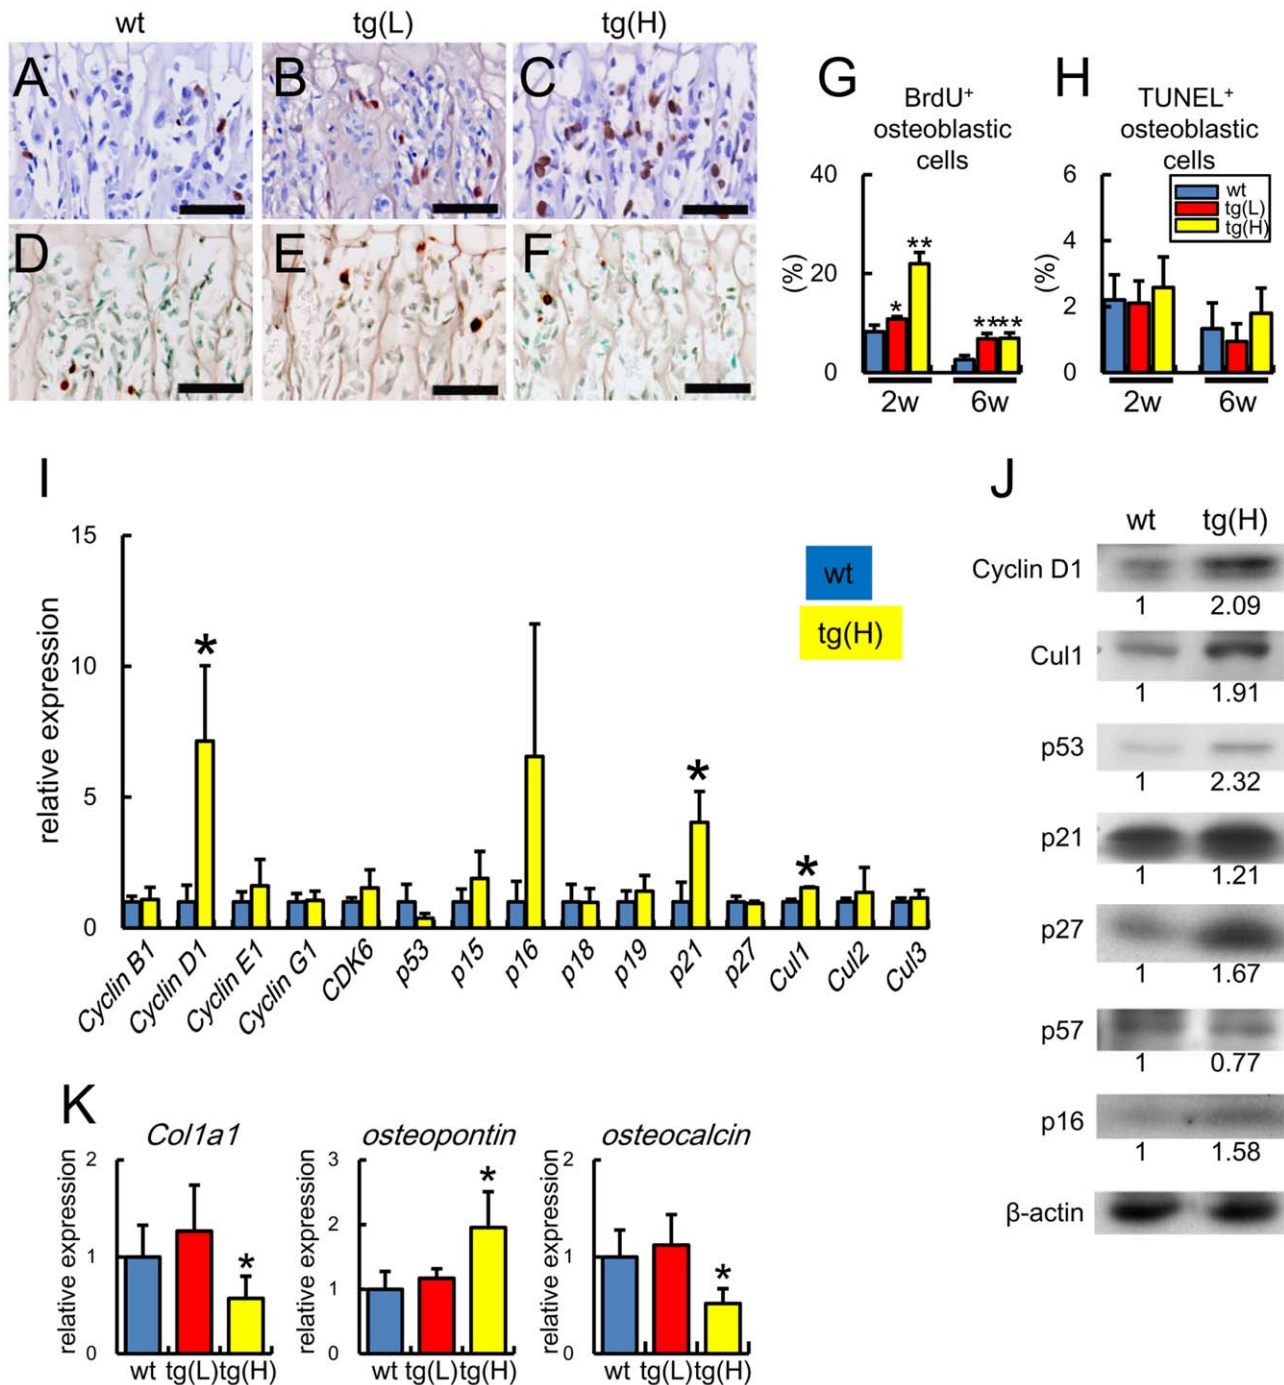 wt tg(L) tg(H)
A B C
D E F
G
BrdU+
osteoblastic
cells
40
20
0
(%)
*
**
**
**
2w 6w
H
TUNEL+
osteoblastic
cells
6
4
2
0
(%)
wt
tg(L)
tg(H)
2w 6w
I
relative expression
15
10
5
0
*
*
*
wt
tg(H)
Cyclin B1
Cyclin D1
Cyclin E1
Cyclin G1
CDK6
p53
p15
p16
p18
p19
p21
p27
Cul1
Cul2
Cul3
J
wt tg(H)
Cyclin D1
1 2.09
Cul1
1 1.91
p53
1 2.32
p21
1 1.21
p27
1 1.67
p57
1 0.77
p16
1 1.58
β-actin
K
Col1a1
relative expression
2
1
0
*
wt tg(L) tg(H)
osteopontin
relative expression
3
2
1
0
*
wt tg(L) tg(H)
osteocalcin
relative expression
2
1
0
*
wt tg(L) tg(H)